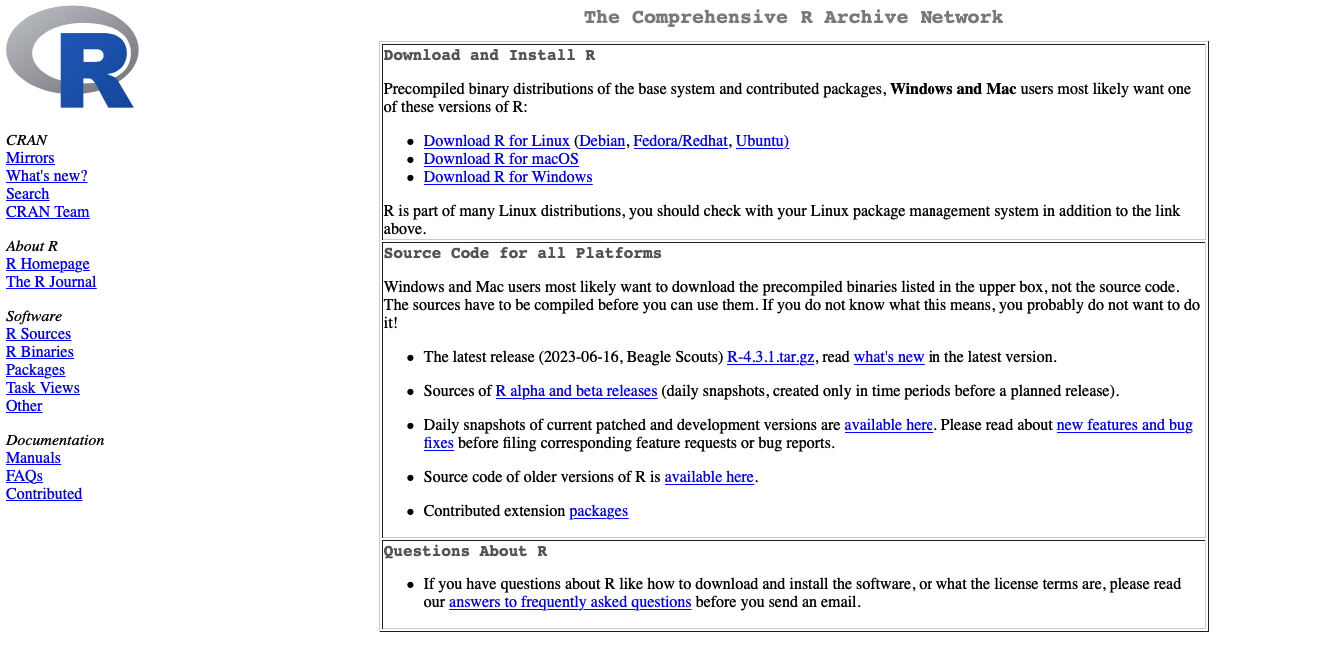 R
CRAN
Mirrors
What's new?
Search
CRAN Team
About R
R Homepage
The R Journal
Software
R Sources
R Binaries
Packages
Task Views
Other
Documentation
Manuals
FAQs
Contributed
The Comprehensive R Archive Network
Download and Install R
Precompiled binary distributions of the base system and contributed packages, Windows and Mac users most likely want one
of these versions of R:
• Download R for Linux (Debian, Fedora/Redhat, Ubuntu)
• Download R for macOS
• Download R for Windows
R is part of many Linux distributions, you should check with your Linux package management system in addition to the link
above.
Source Code for all Platforms
Windows and Mac users most likely want to download the precompiled binaries listed in the upper box, not the source code.
The sources have to be compiled before you can use them. If you do not know what this means, you probably do not want to do
it!
• The latest release (2023-06-16, Beagle Scouts) R-4.3.1.tar.gz, read what's new in the latest version.
• Sources of R alpha and beta releases (daily snapshots, created only in time periods before a planned release).
• Daily snapshots of current patched and development versions are available here. Please read about new features and bug
fixes before filing corresponding feature requests or bug reports.
• Source code of older versions of R is available here.
• Contributed extension packages
Questions About R
• If you have questions about R like how to download and install the software, or what the license terms are, please read
our answers to frequently asked questions before you send an email.